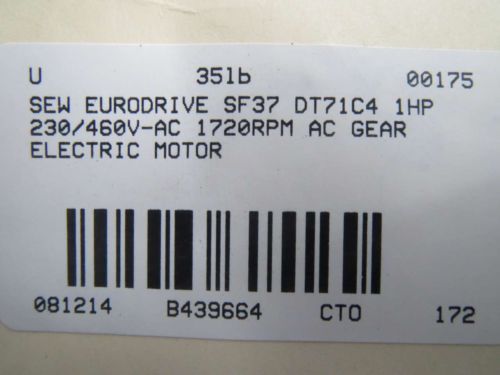 U 35lb 00175
SEW EURODRIVE SF37 DT71C4 1HP
230/460V-AC 1720RPM AC GEAR
ELECTRIC MOTOR
081214 B439664 CTO 172